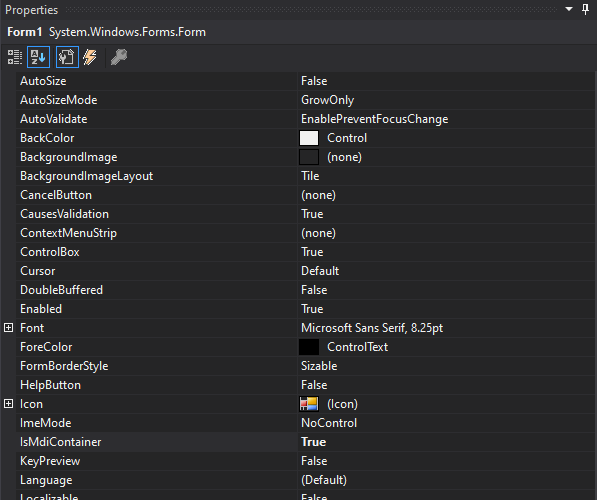 Properties
Form1 System.Windows.Forms.Form
AutoSize False
AutoSizeMode GrowOnly
AutoValidate EnablePreventFocusChange
BackColor Control
BackgroundImage (none)
BackgroundImageLayout Tile
CancelButton (none)
CausesValidation True
ContextMenuStrip (none)
ControlBox True
Cursor Default
DoubleBuffered False
Enabled True
Font Microsoft Sans Serif, 8.25pt
ForeColor ControlText
FormBorderStyle Sizable
HelpButton False
Icon (Icon)
ImeMode NoControl
IsMdiContainer True
KeyPreview False
Language (Default)
Localizable False